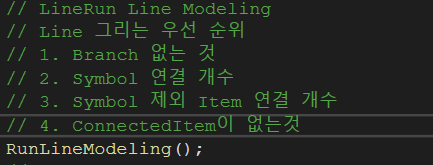 // LineRun Line Modeling
// Line 그리는 우선 순위
// 1. Branch 없는 것
// 2. Symbol 연결 개수
// 3. Symbol 제외 Item 연결 개수
// 4. ConnectedItem이 없는것
RunLineModeling();